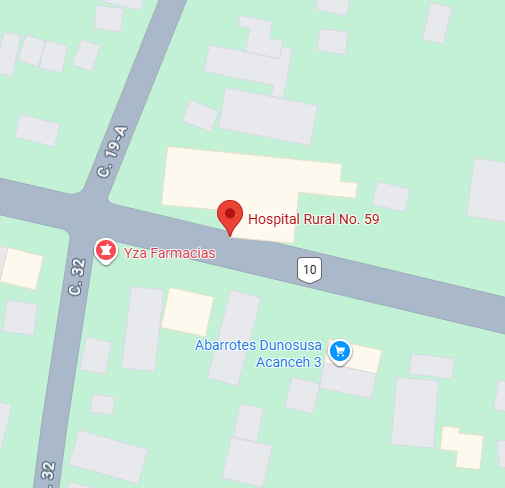 C. 19-A
Hospital Rural No. 59
Yza Farmacias
10
C. 32
Abarrotes Dunosusa
Acanceh 3
32